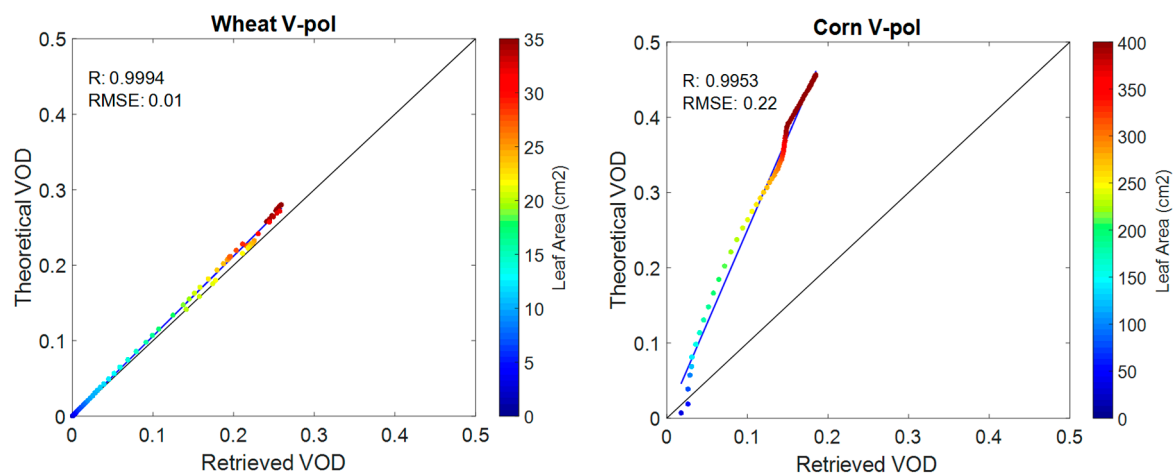 Wheat V-pol
R: 0.9994
RMSE: 0.01
Theoretical VOD
0.5
0.4
0.3
0.2
0.1
0
0 0.1 0.2 0.3 0.4 0.5
Retrieved VOD
35
30
25
20
15
10
5
0
Leaf Area (cm2)
Corn V-pol
R: 0.9953
RMSE: 0.22
Theoretical VOD
0.5
0.4
0.3
0.2
0.1
0
0 0.1 0.2 0.3 0.4 0.5
Retrieved VOD
400
350
300
250
200
150
100
50
0
Leaf Area (cm2)